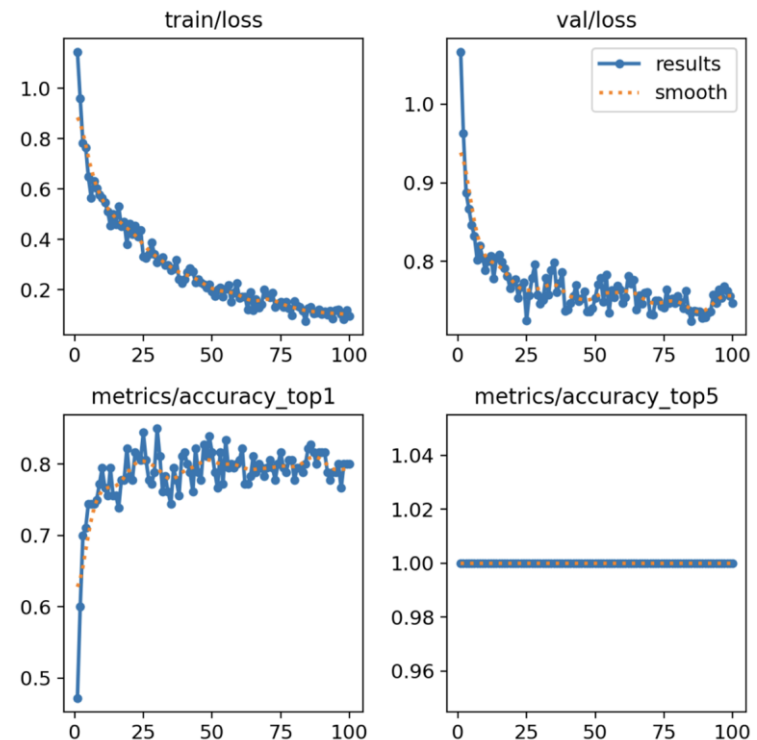 train/loss
1.0
0.8
0.6
0.4
0.2
0 25 50 75 100
val/loss
results
smooth
1.0
0.9
0.8
0 25 50 75 100
metrics/accuracy_top1
0.8
0.7
0.6
0.5
0 25 50 75 100
metrics/accuracy_top5
1.04
1.02
1.00
0.98
0.96
0 25 50 75 100